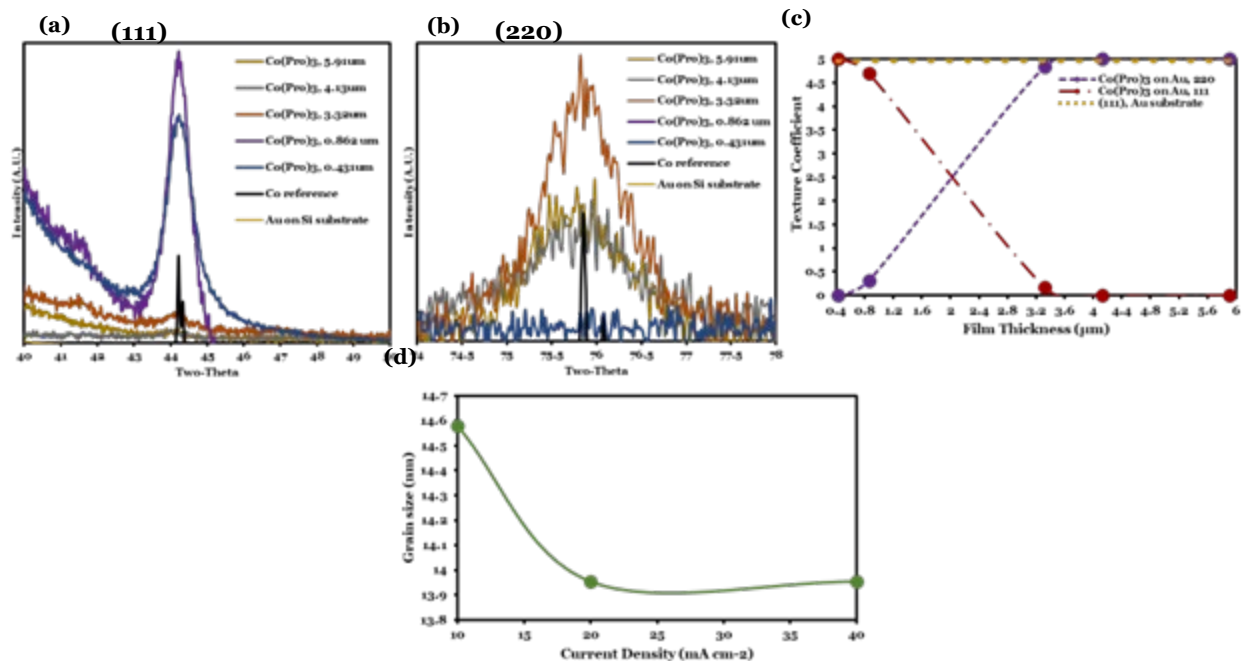 (a)
(111)
Intensity (A.U.)
Co(Pro)3, 5.91um
Co(Pro)3, 4.13um
Co(Pro)3, 3.32um
Co(Pro)3, 0.862 um
Co(Pro)3, 0.431um
Co reference
Au on Si substrate
40 41 42 43 44 45 46 47 48 49
Two-Theta
(b)
(220)
Intensity (A.U.)
Co(Pro)3, 5.91um
Co(Pro)3, 4.13um
Co(Pro)3, 3.32um
Co(Pro)3, 0.862 um
Co(Pro)3, 0.431um
Co reference
Au on Si substrate
74.5 75 75.5 76 76.5 77 77.5 78
Two-Theta
(c)
Texture Coefficient
5
4.5
4
3.5
3
2.5
2
1.5
1
0.5
0
Co(Pro)3 on Au, 220
Co(Pro)3 on Au, 111
(111), Au substrate
0.4 0.8 1.2 1.6 2 2.4 2.8 3.2 3.6 4 4.4 4.8 5.2 5.6 6
Film Thickness (µm)
(d)
Grain size (nm)
14.7
14.6
14.5
14.4
14.3
14.2
14.1
14
13.9
13.8
10 15 20 25 30 35 40
Current Density (mA cm-2)